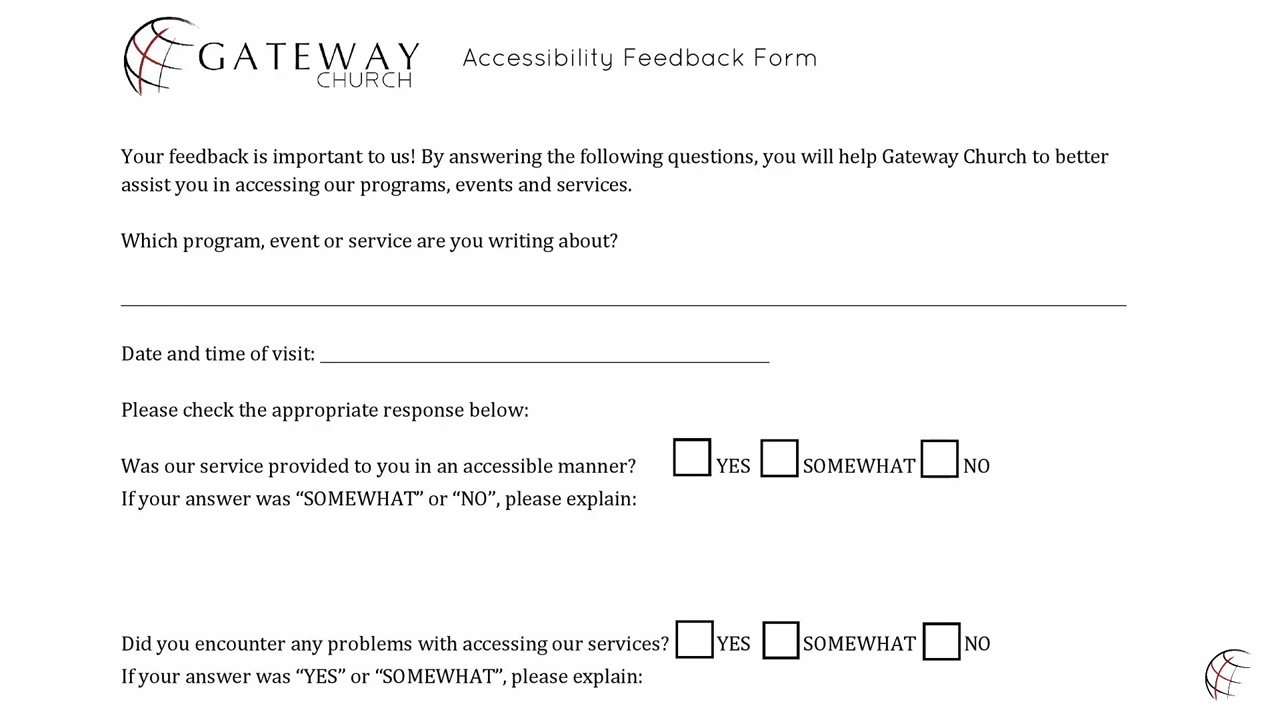 GATEWAY Accessibility Feedback Form
CHURCH
Your feedback is important to us! By answering the following questions, you will help Gateway Church to better
assist you in accessing our programs, events and services.
Which program, event or service are you writing about?
Date and time of visit:
Please check the appropriate response below:
Was our service provided to you in an accessible manner? YES SOMEWHAT NO
If your answer was “SOMEWHAT” or “NO”, please explain:
Did you encounter any problems with accessing our services? YES SOMEWHAT NO
If your answer was “YES” or “SOMEWHAT”, please explain: